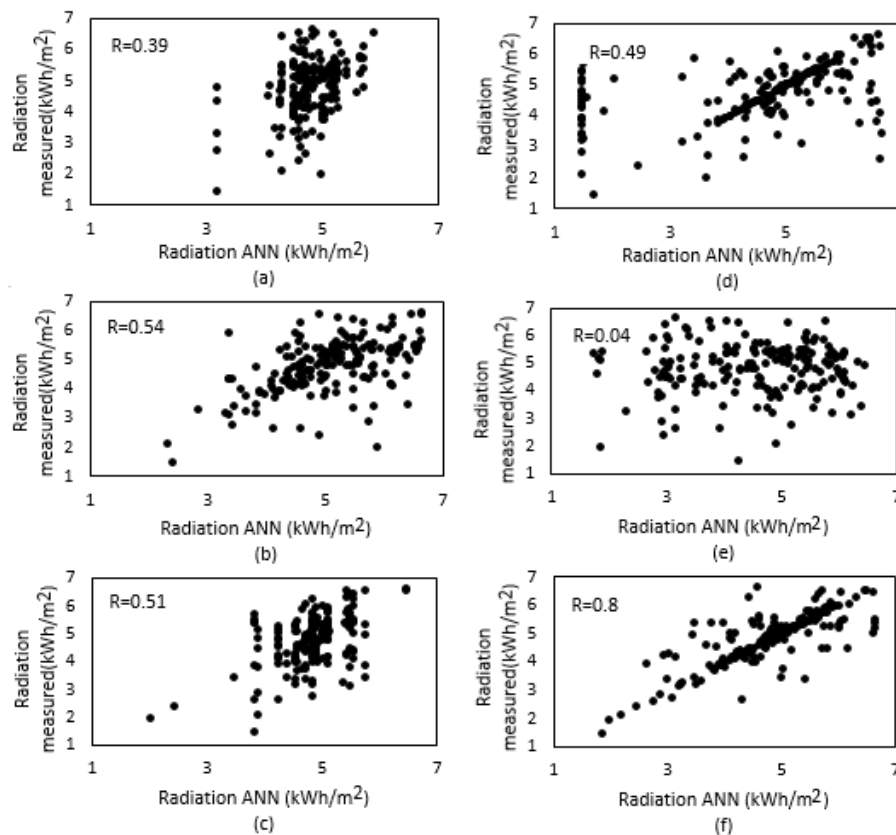 7
6
5
4
3
2
1
Radiation
measured(kWh/m²)
R=0.39
1 3 5 7
Radiation ANN (kWh/m²)
(a)
7
6
5
4
3
2
1
Radiation
measured(kWh/m²)
R=0.49
1 3 5 7
Radiation ANN (kWh/m²)
(d)
7
6
5
4
3
2
1
Radiation
measured(kWh/m²)
R=0.54
1 3 5 7
Radiation ANN (kWh/m²)
(b)
7
6
5
4
3
2
1
Radiation
measured(kWh/m²)
R=0.04
1 3 5 7
Radiation ANN (kWh/m²)
(e)
7
6
5
4
3
2
1
Radiation
measured(kWh/m²)
R=0.51
1 3 5 7
Radiation ANN (kWh/m²)
(c)
7
6
5
4
3
2
1
Radiation
measured(kWh/m²)
R=0.8
1 3 5 7
Radiation ANN (kWh/m²)
(f)